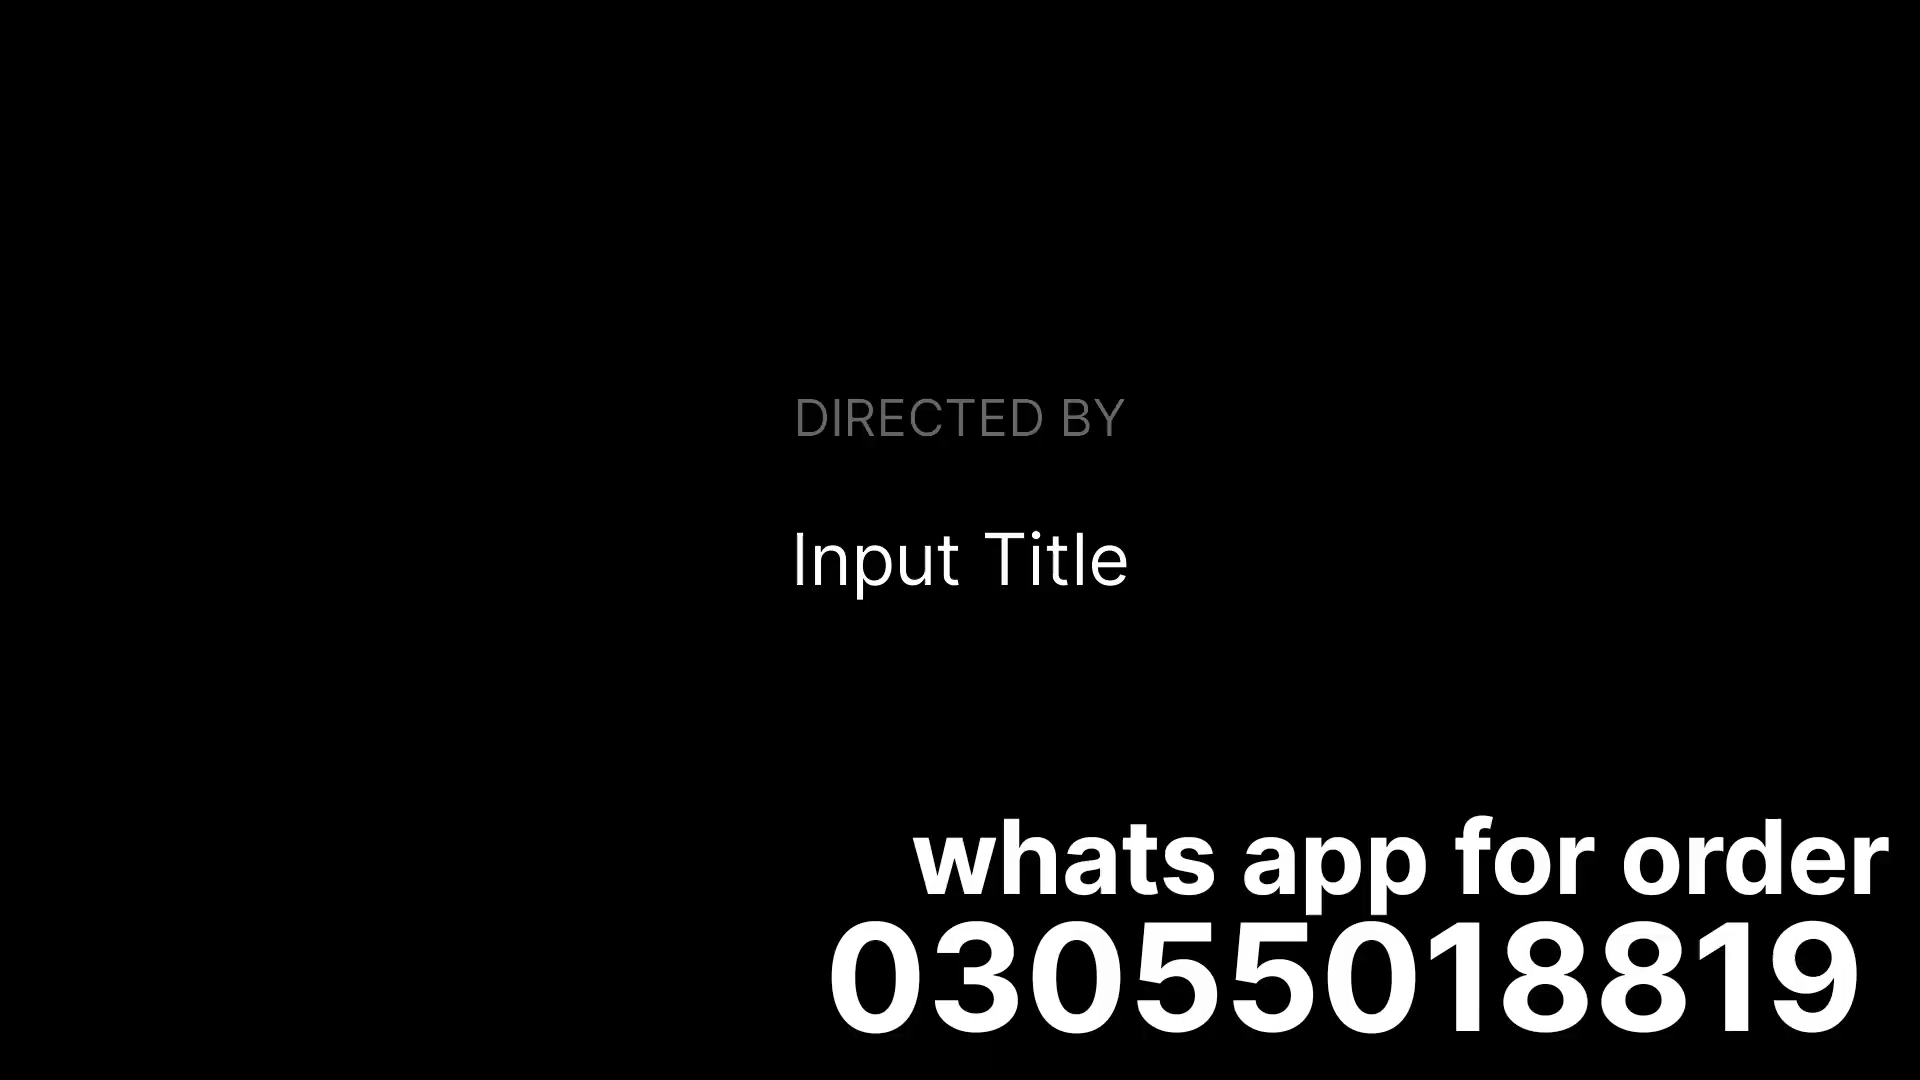 DIRECTED BY
Input Title
whats app for order
03055018819